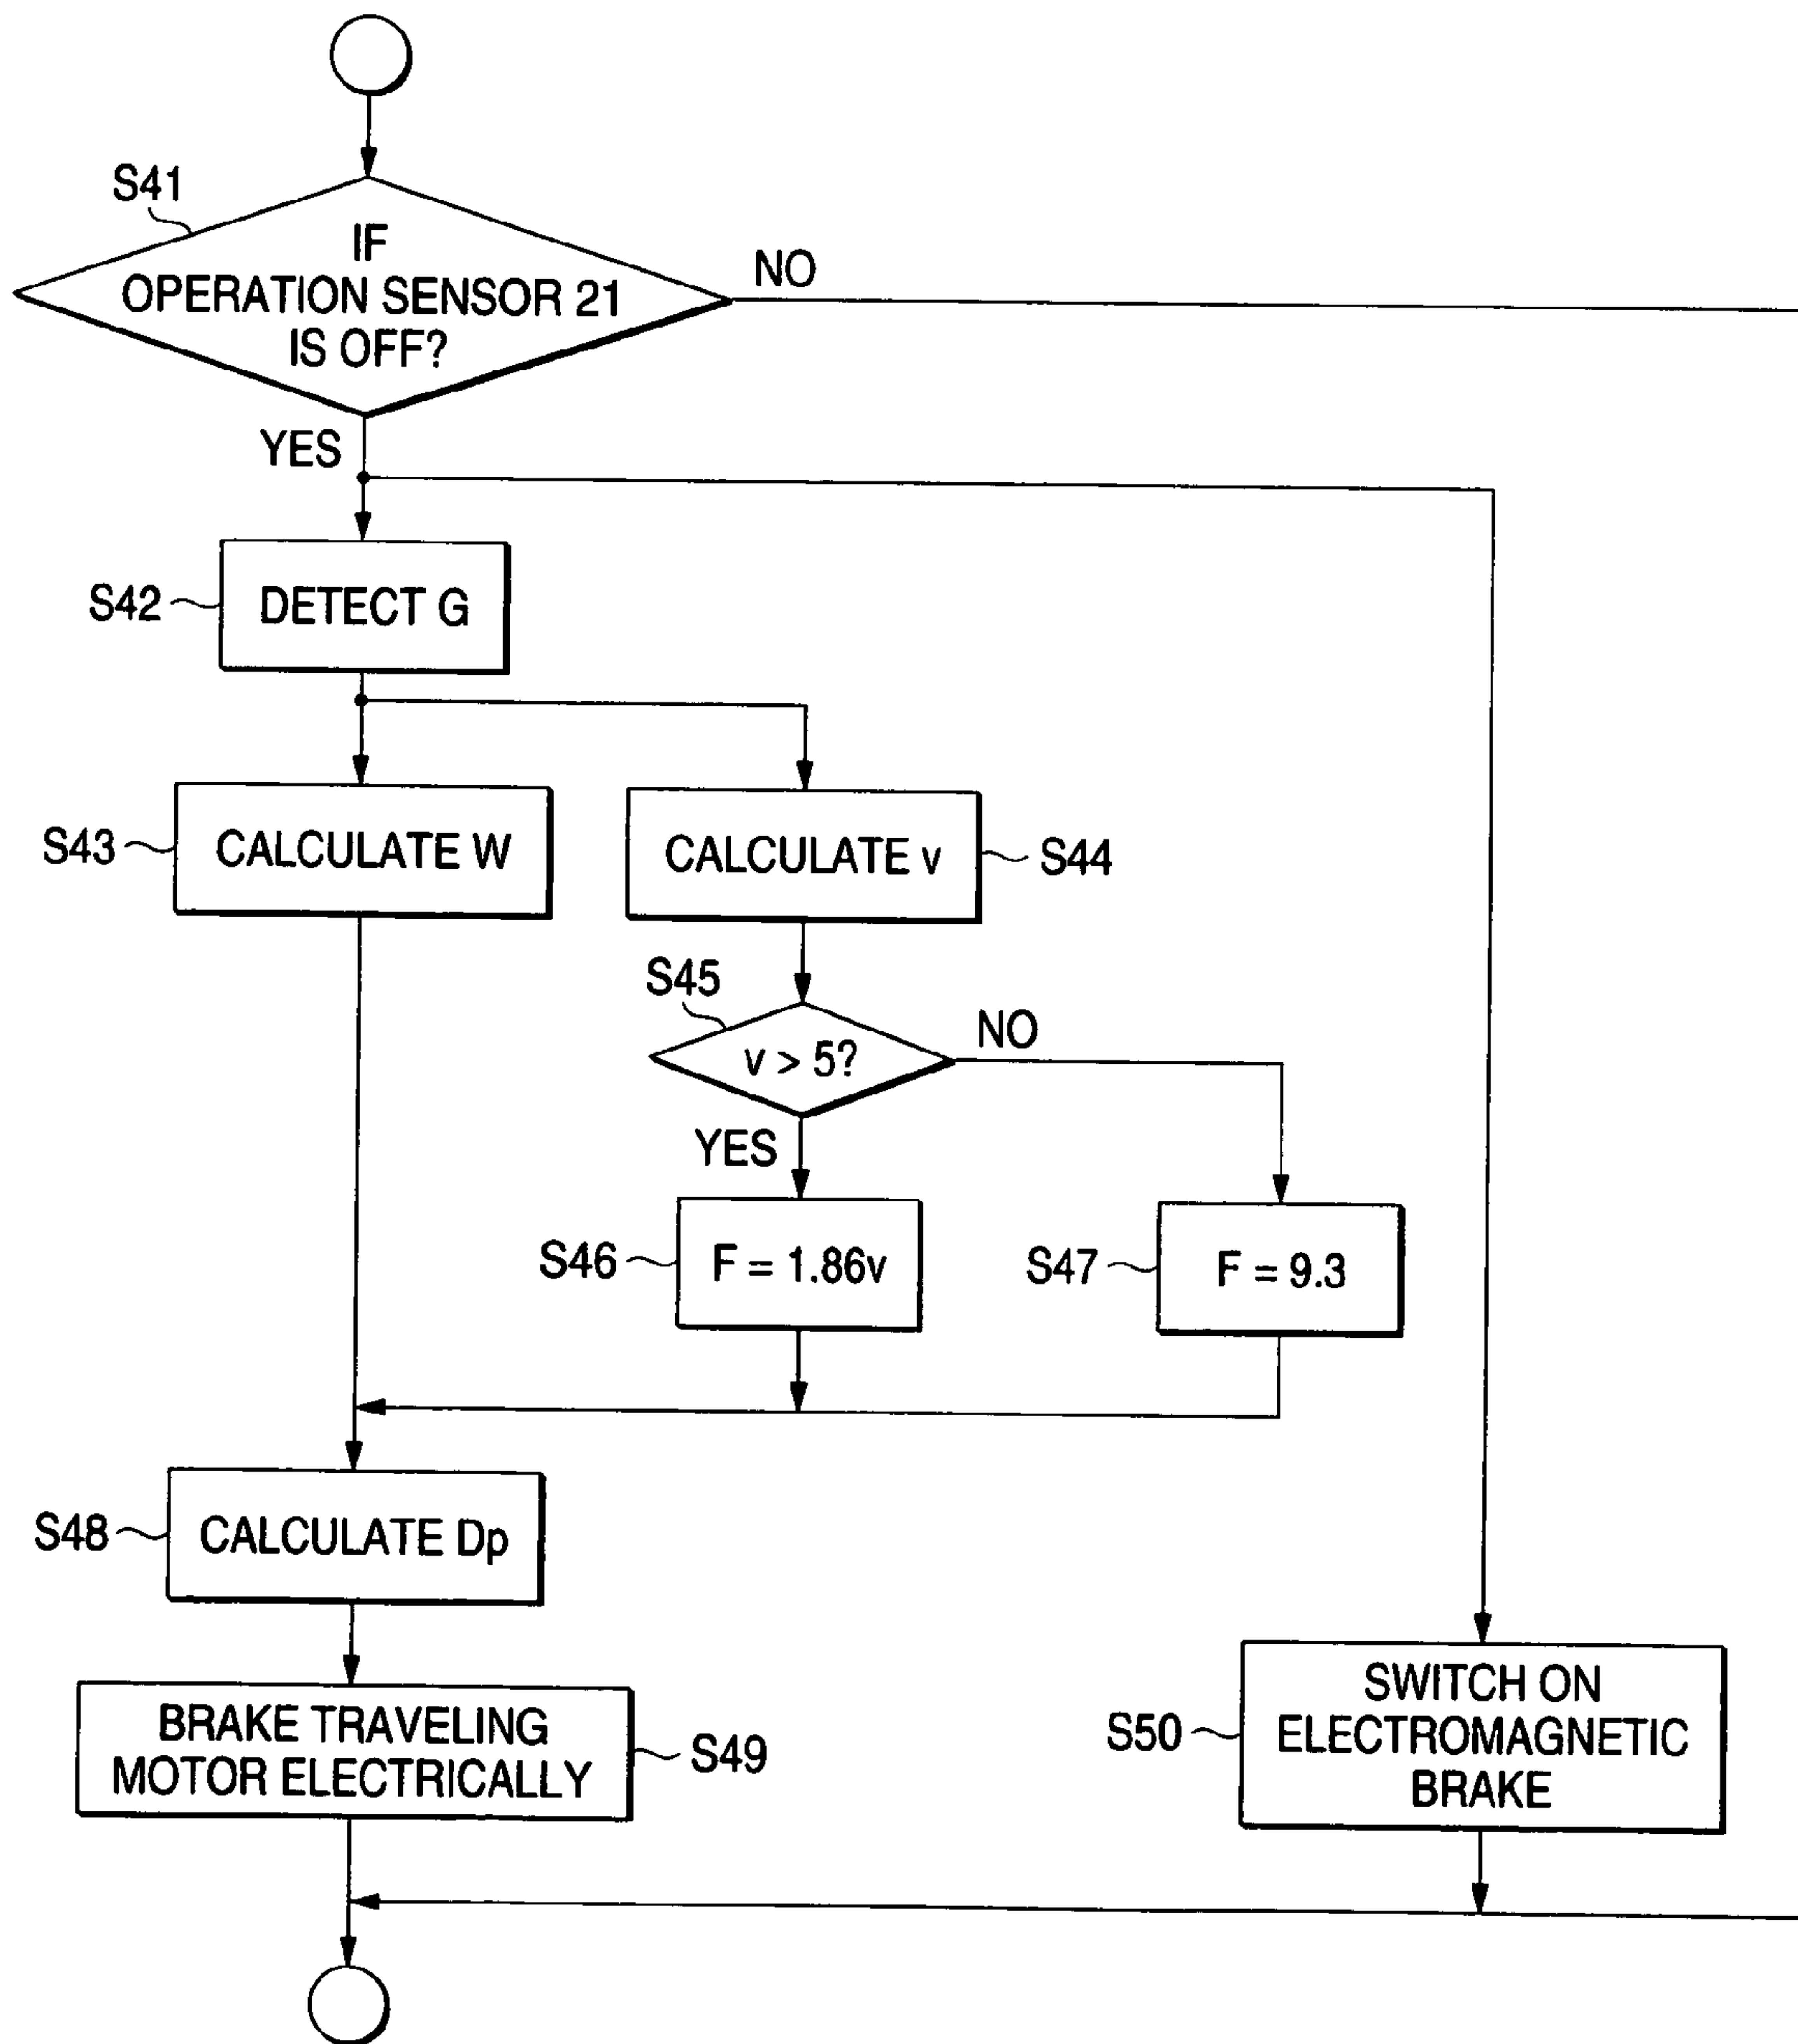 S41
IF
OPERATION SENSOR 21
IS OFF?
NO
YES
S42
DETECT G
S43
CALCULATE W
CALCULATE v
S44
S45
v > 5?
NO
YES
S46
F = 1.86v
S47
F = 9.3
S48
CALCULATE Dp
BRAKE TRAVELING
MOTOR ELECTRICALLY
S49
S50
SWITCH ON
ELECTROMAGNETIC
BRAKE